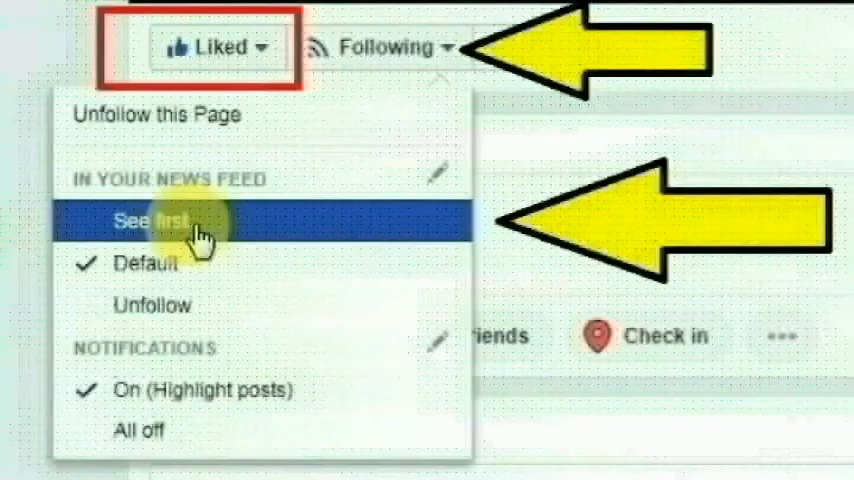 Liked Following
Unfollow this Page
IN YOUR NEWS FEED
See first
Default
Unfollow
riends Check in
NOTIFICATIONS
On (Highlight posts)
All off